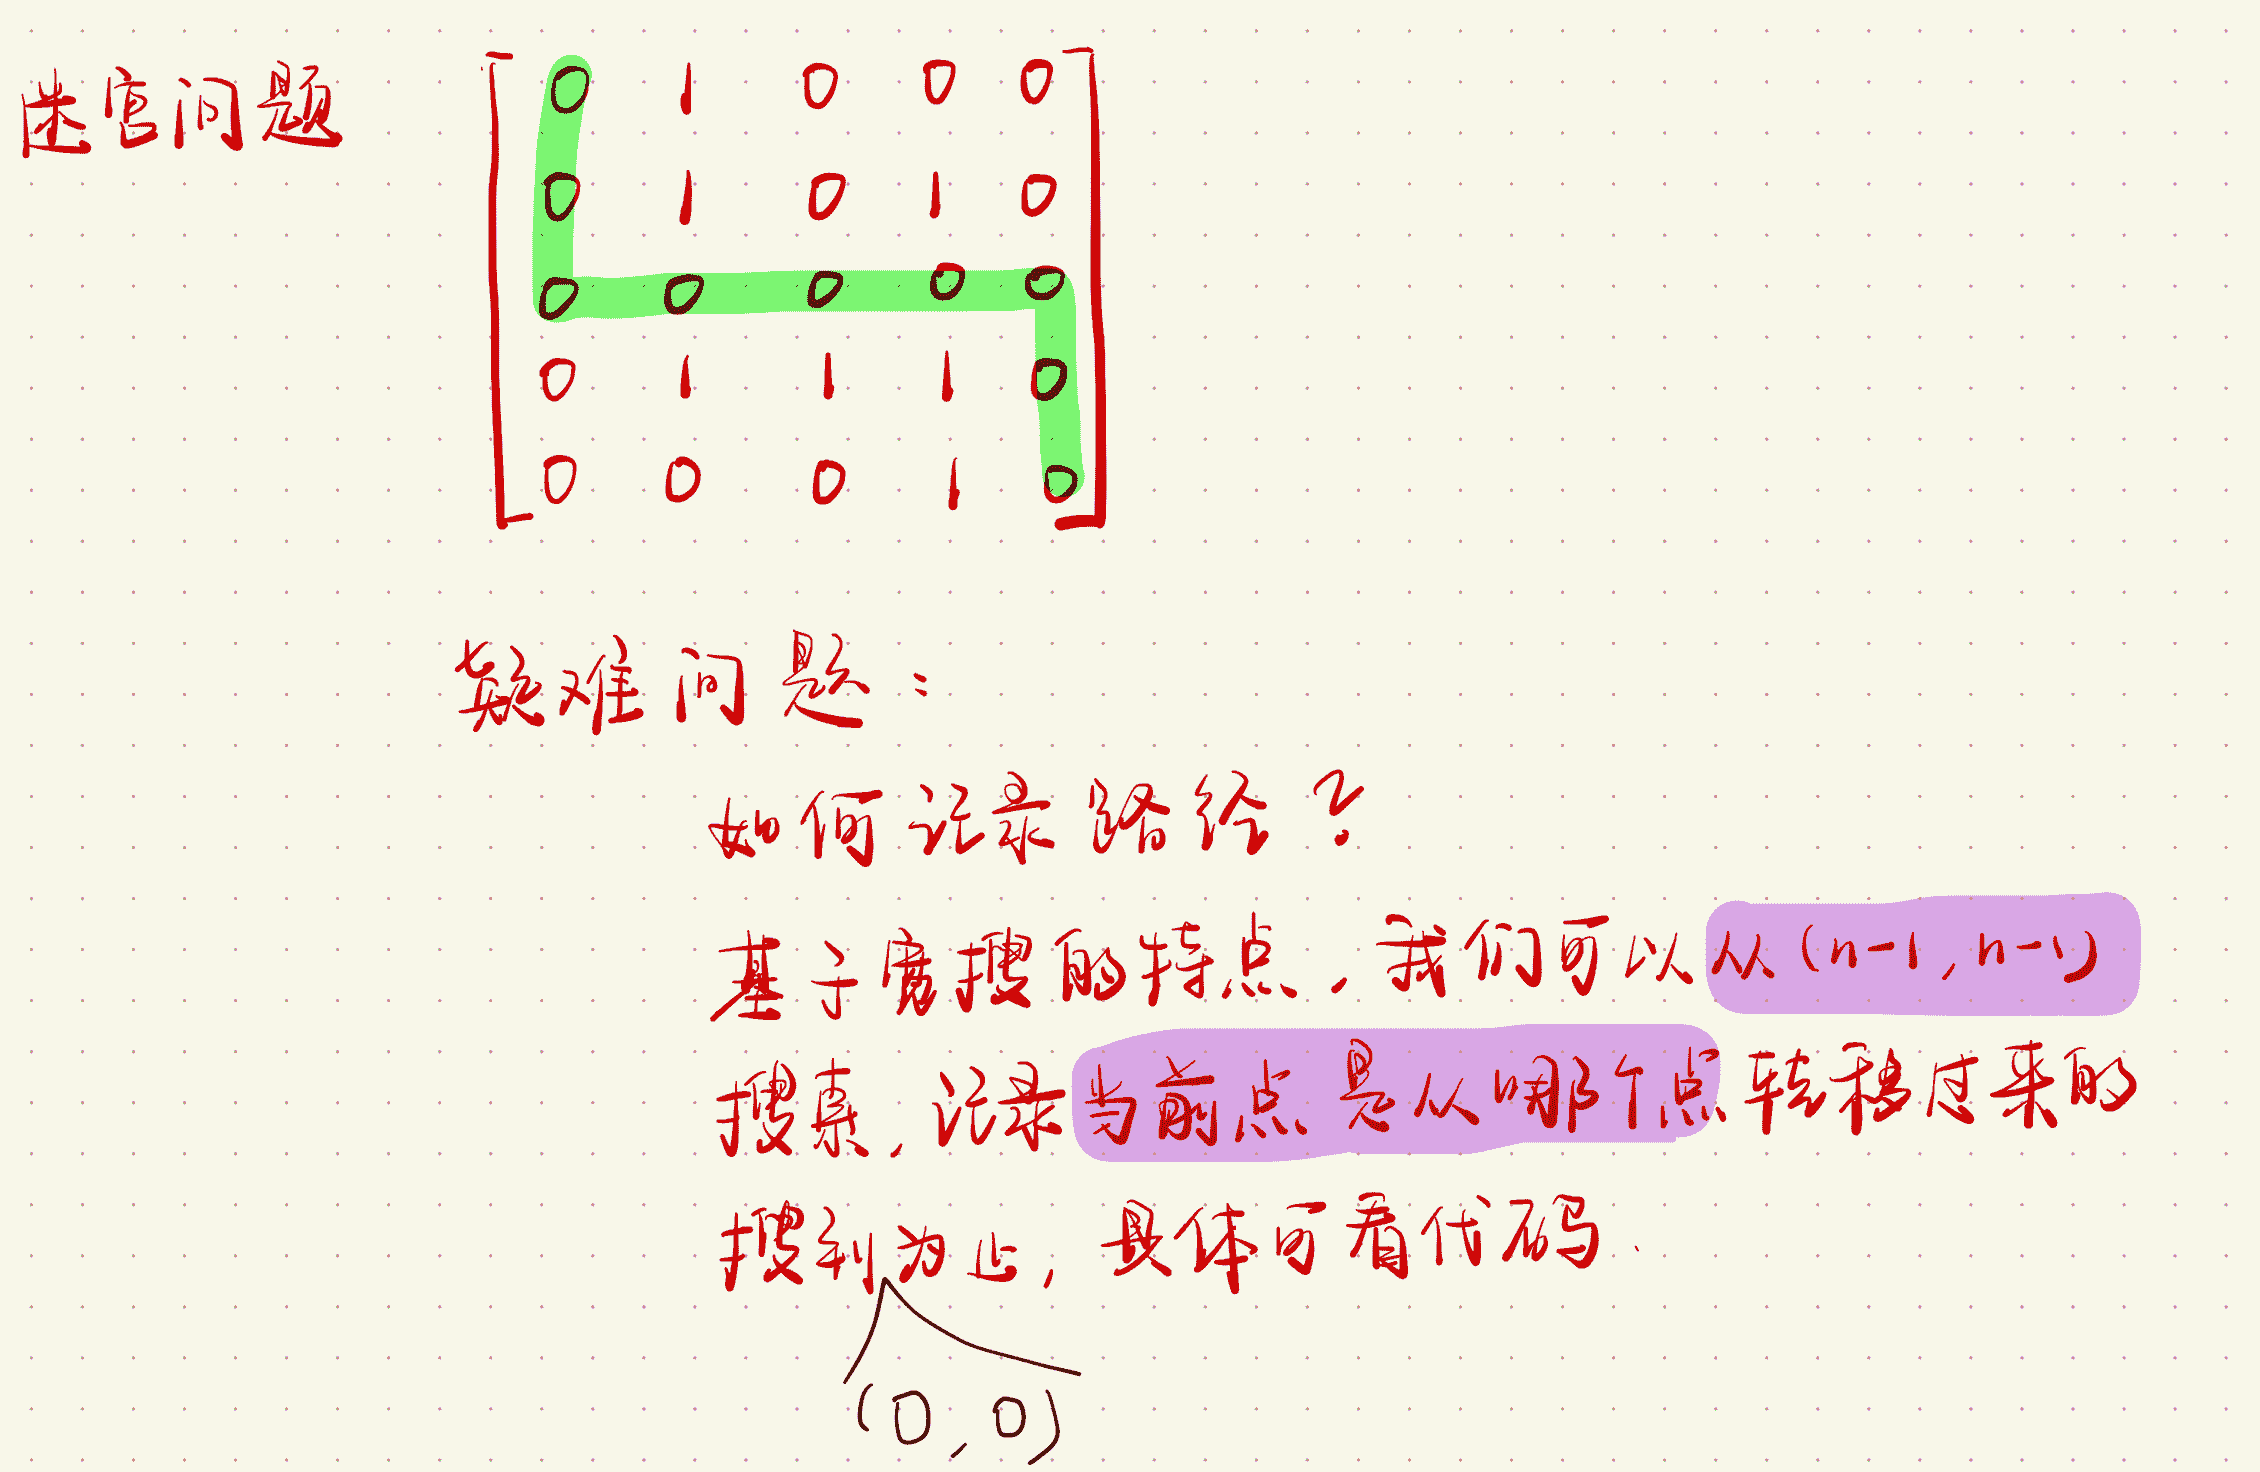 迷宫问题
0 1 0 0 0
0 1 0 1 0
0 0 0 0 0
0 1 1 1 0
0 0 0 1 0
疑难问题：
如何记录路径？
基于宽搜的特点，我们可以从(n-1,n-1)
搜索，记录当前点是从哪个点转移过来的
搜到为止，具体可看代码.
(0,0)